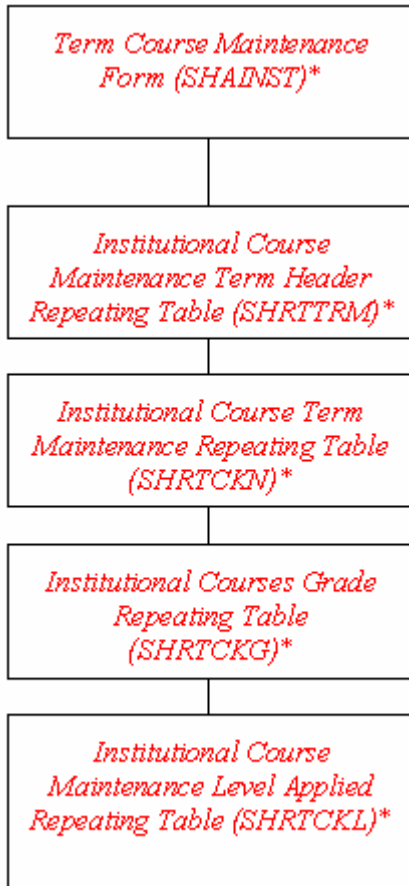 Term Course Maintenance
Form (SHAINST)*
Institutional Course
Maintenance Term Header
Repeating Table (SHRTTRM)*
Institutional Course Term
Maintenance Repeating Table
(SHRTCKN)*
Institutional Courses Grade
Repeating Table
(SHRTCKG)*
Institutional Course
Maintenance Level Applied
Repeating Table (SHRTCKL)*